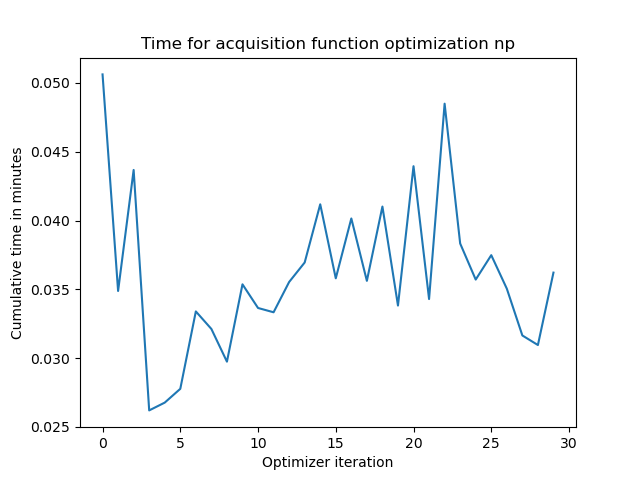 Time for acquisition function optimization np
Cumulative time in minutes
0.050
0.045
0.040
0.035
0.030
0.025
0 5 10 15 20 25 30
Optimizer iteration